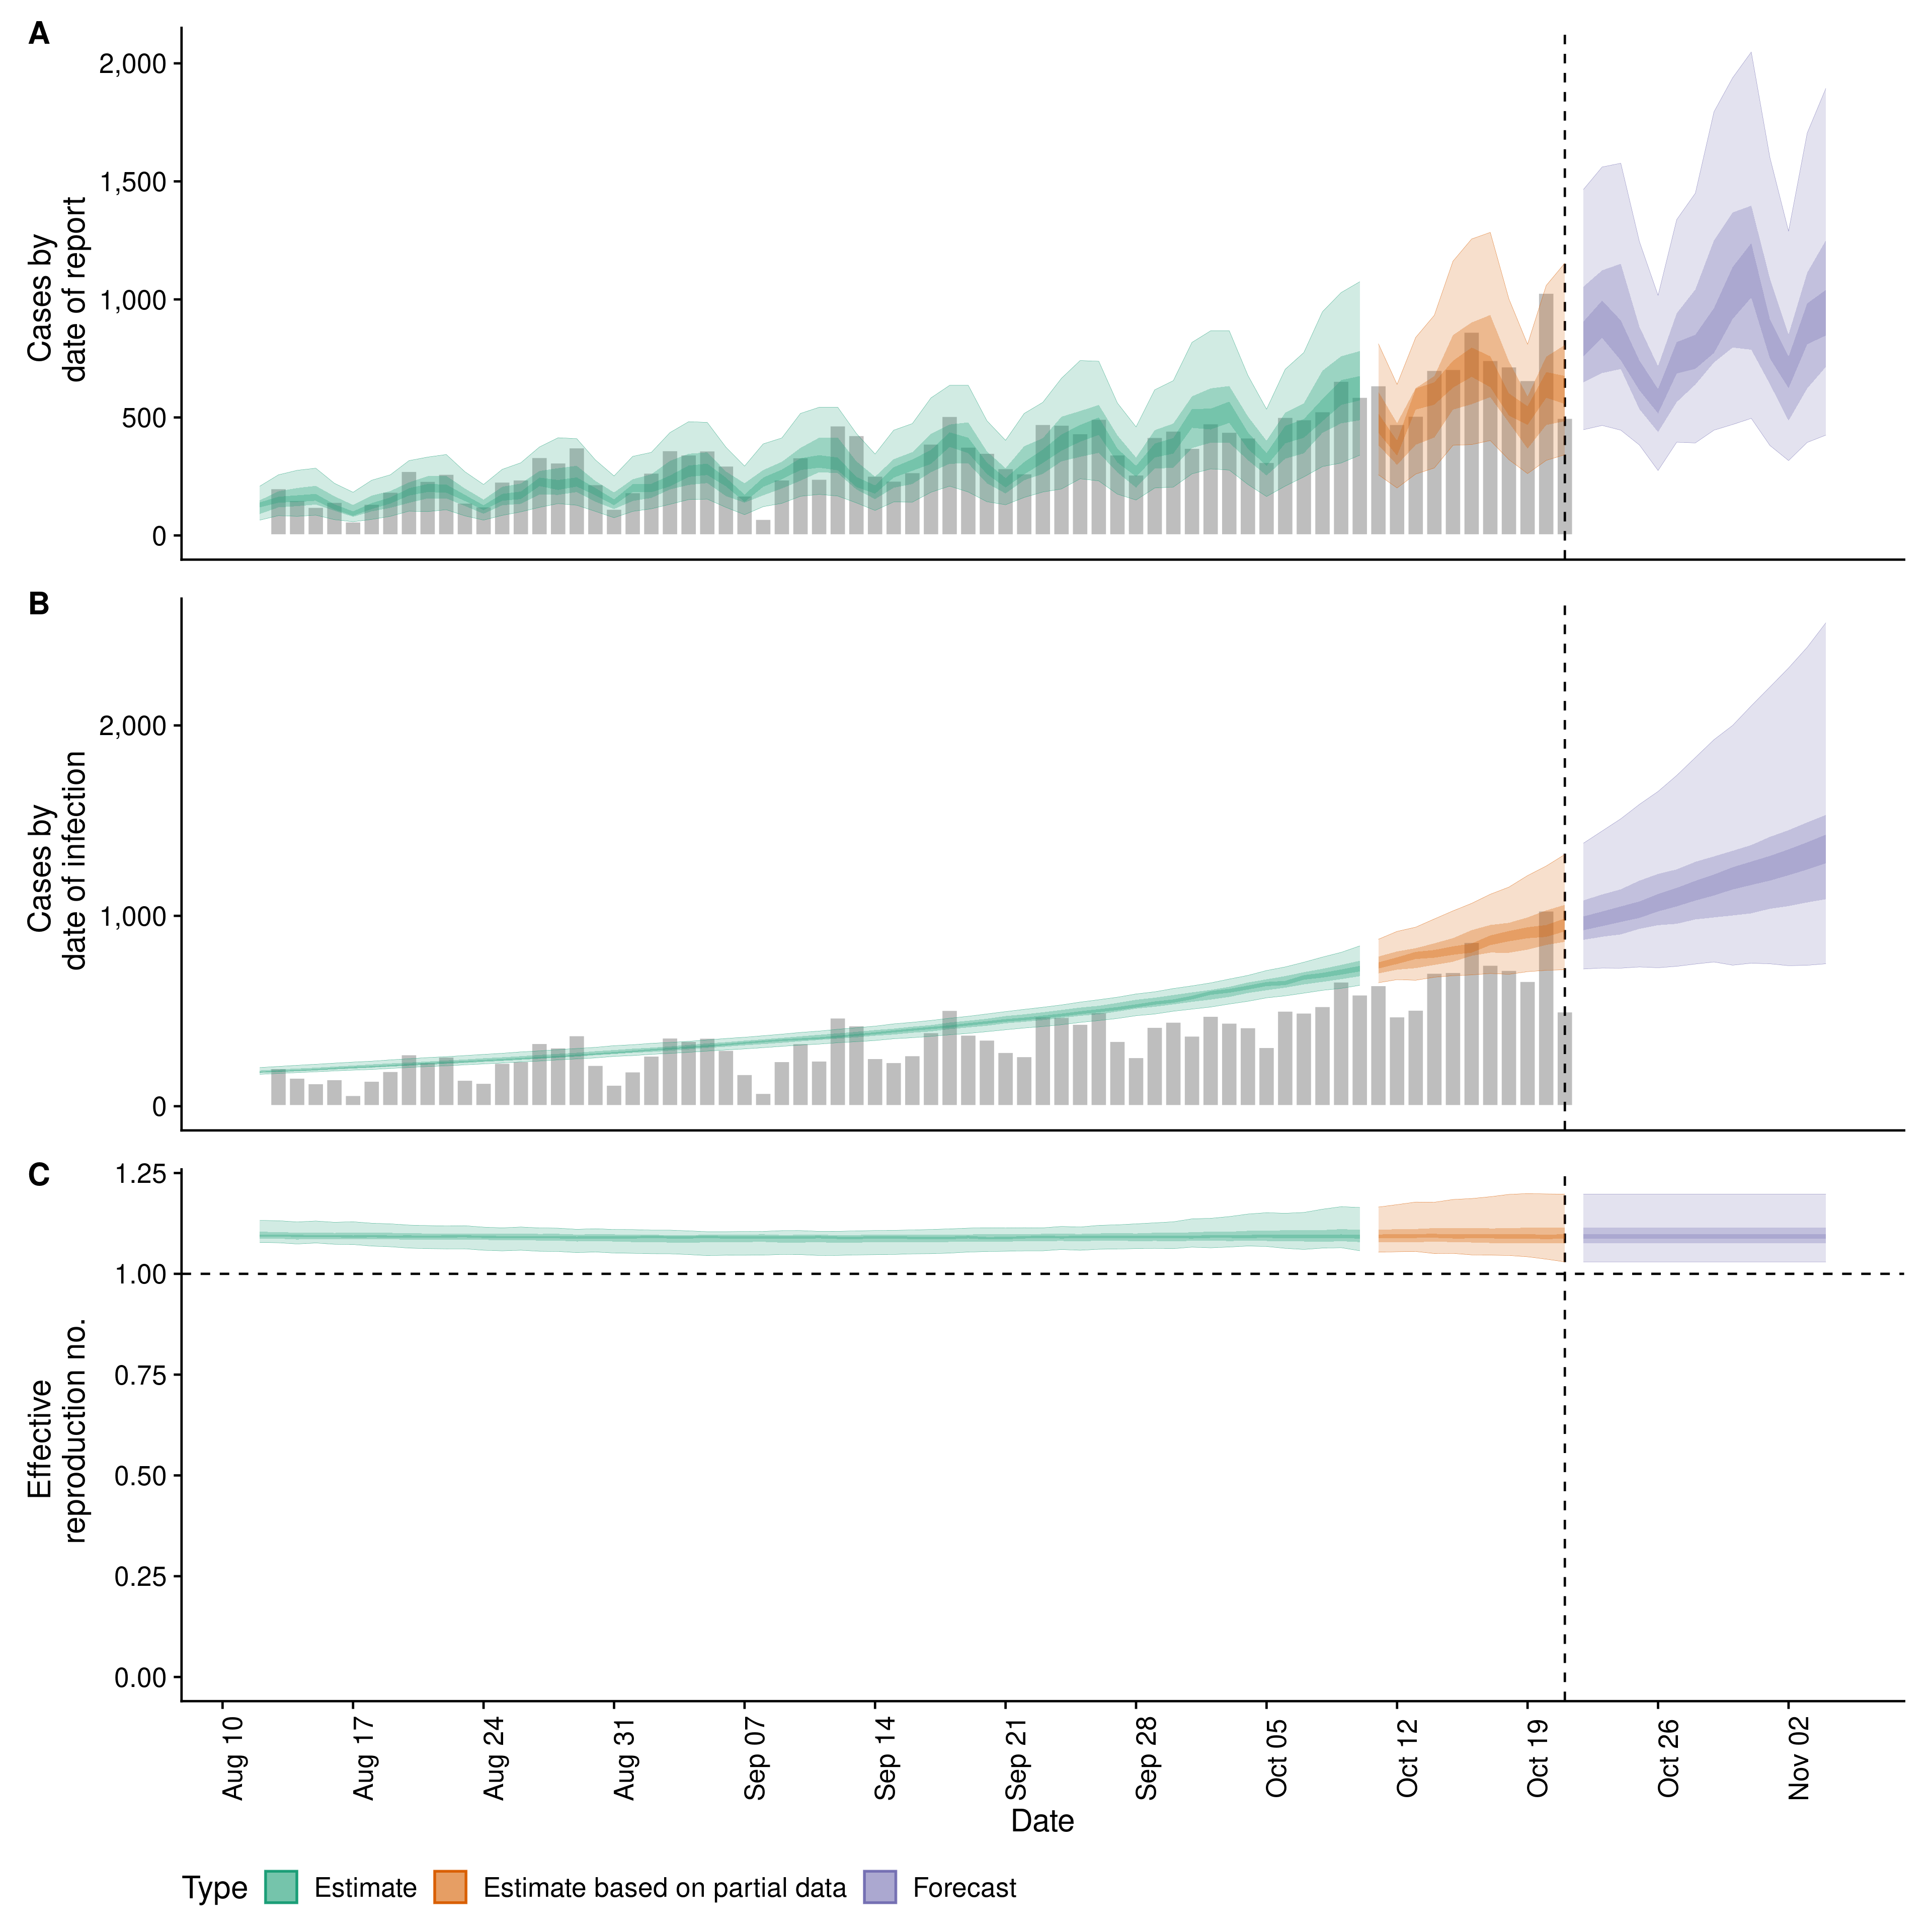 A
2,000
1,500
1,000
500
0
Cases by
date of report
B
2,000
1,000
0
Cases by
date of infection
C
1.25
1.00
0.75
0.50
0.25
0.00
Effective
reproduction no.
Aug 10
Aug 17
Aug 24
Aug 31
Sep 07
Sep 14
Sep 21
Sep 28
Oct 05
Oct 12
Oct 19
Oct 26
Nov 02
Date
Type Estimate Estimate based on partial data Forecast